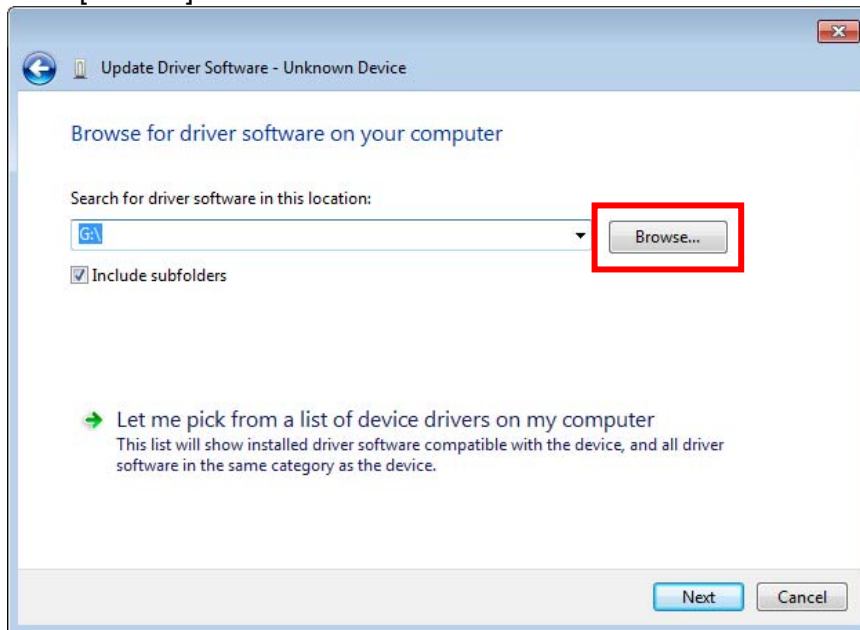 Update Driver Software - Unknown Device
Browse for driver software on your computer
Search for driver software in this location:
G:\
Browse...
Include subfolders
Let me pick from a list of device drivers on my computer
This list will show installed driver software compatible with the device, and all driver
software in the same category as the device.
Next
Cancel